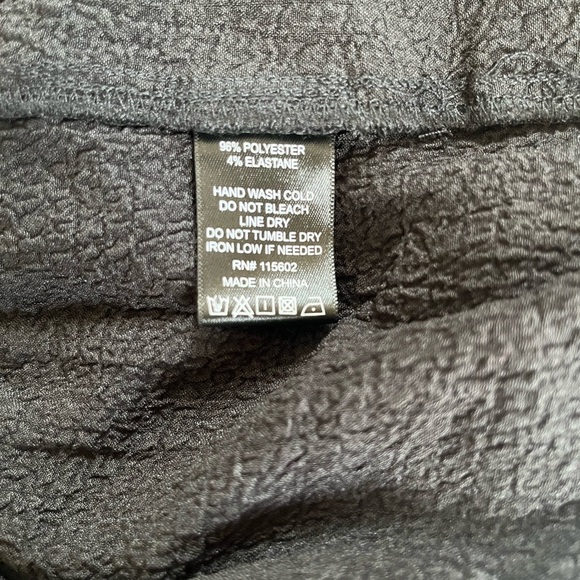 96% POLYESTER
4% ELASTANE
HAND WASH COLD
DO NOT BLEACH
LINE DRY
DO NOT TUMBLE DRY
IRON LOW IF NEEDED
RN# 115602
MADE IN CHINA